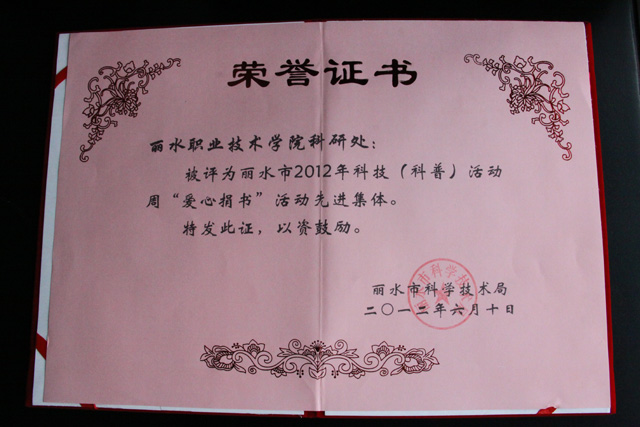 荣誉证书
丽水职业技术学院科研处：
被评为丽水市2012年科技（科普）活动
周“爱心捐书”活动先进集体。
特发此证，以资鼓励。
丽水市科学技术局
二〇一二年六月十日